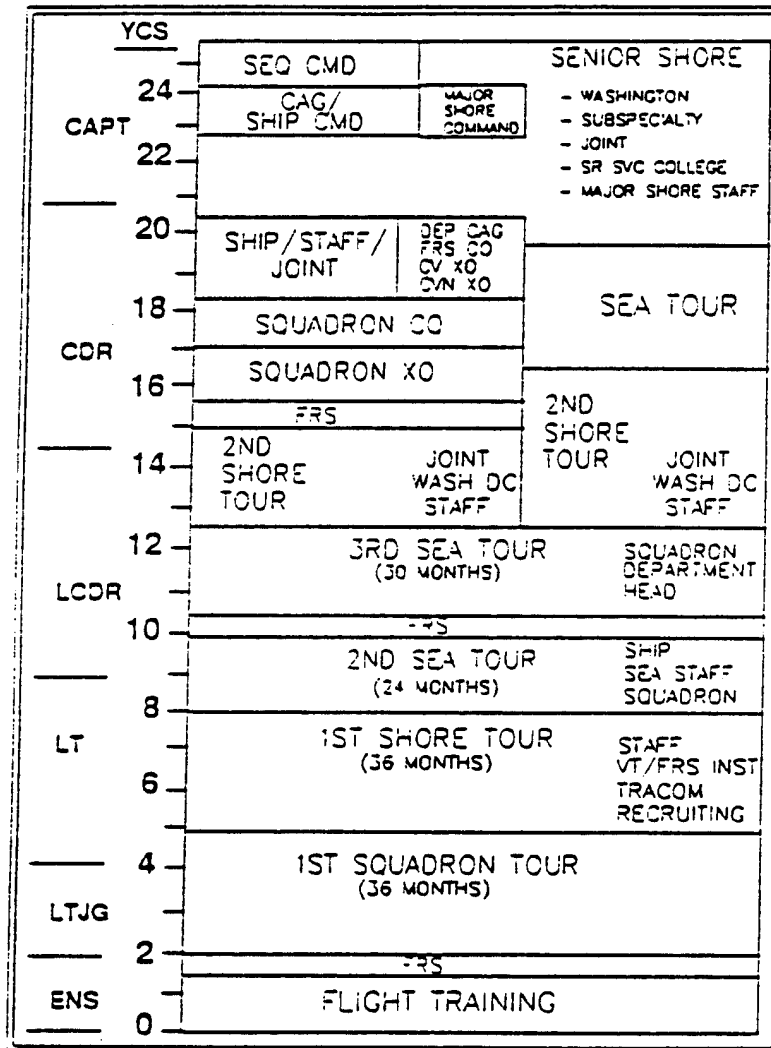 YCS
SEQ CMD
SENIOR SHORE
24
CAG/
SHIP CMD
MAJOR
SHORE
COMMAND
- WASHINGTON
- SUBSPECIALTY
- JOINT
- SR SVC COLLEGE
- MAJOR SHORE STAFF
CAPT
22
20
SHIP/STAFF/
JOINT
DEP CAG
FRS CO
CV XO
CVN XO
SEA TOUR
18
SQUADRON CO
CDR
16
SQUADRON XO
FRS
2ND
SHORE
TOUR
JOINT
WASH DC
STAFF
14
2ND
SHORE
TOUR
JOINT
WASH DC
STAFF
12
3RD SEA TOUR
(30 MONTHS)
SQUADRON
DEPARTMENT
HEAD
LCDR
10
FRS
2ND SEA TOUR
(24 MONTHS)
SHIP
SEA STAFF
SQUADRON
8
LT
1ST SHORE TOUR
(36 MONTHS)
STAFF
VT/FRS INST
TRACOM
RECRUITING
6
4
1ST SQUADRON TOUR
(36 MONTHS)
LTJG
2
FRS
ENS
FLIGHT TRAINING
0